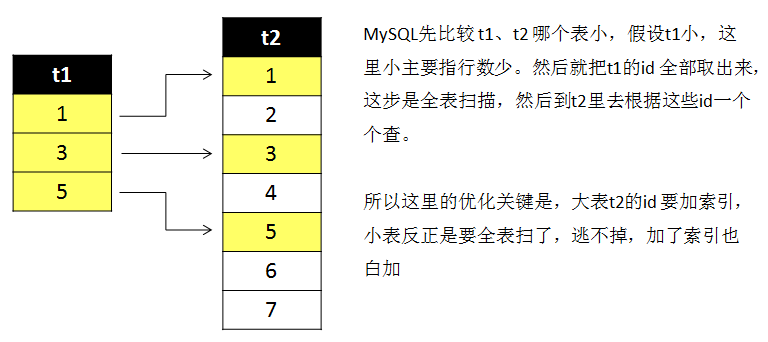 t1
1
3
5
t2
1
2
3
4
5
6
7
MySQL先比较 t1、t2 哪个表小，假设t1小，这
里小主要指行数少。然后就把t1的id 全部取出来，
这步是全表扫描，然后到t2里去根据这些id一个
个查。
所以这里的优化关键是，大表t2的id 要加索引，
小表反正是要全表扫了，逃不掉，加了索引也
白加